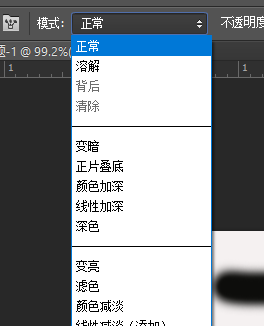 模式： 正常 不透明度
题-1 @ 99.2%(
1 1
正常
溶解
背后
清除
变暗
正片叠底
颜色加深
线性加深
深色
变亮
滤色
颜色减淡
线性减淡（添加）